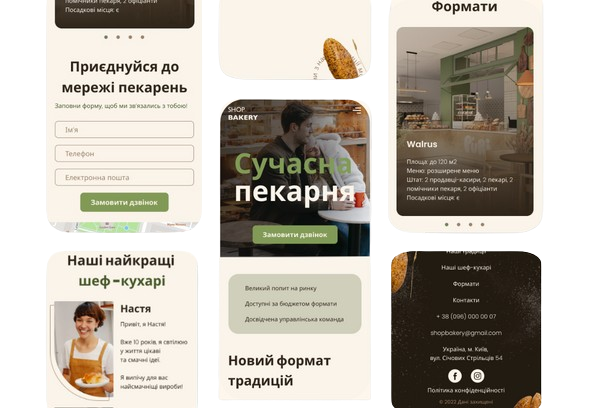 помічники пекаря, 2 офіціанти
Посадкові місця: є
Приєднуйся до
мережі пекарень
Заповни форму, щоб ми зв'язались з тобою!
Ім'я
Телефон
Електронна пошта
Замовити дзвінок
Наші найкращі
шеф-кухарі
Настя
Привіт, я Настя!
Вже 10 років, я світлою
у життя цікаві
та смачні ідеї.
Я випічу для вас
найсмачніщі вироби!
SHOP
BAKERY
Сучасна
пекарня
Замовити дзвінок
Великий попит на ринку
Доступні за бюджетом формати
Досвідчена управлінська команда
Новий формат
традицій
Формати
Walrus
Площа: до 120 м2
Меню: розширене меню
Штат: 2 продавці-касири, 2 пекарі, 2
помічники пекаря, 2 офіціанти
Посадкові місця: є
Наші традиції
Наші шеф-кухарі
Формати
Контакти
+ 38 (096) 000 00 07
shopbakery@gmail.com
Україна, м. Київ,
вул. Січових Стрільців 54
Політика конфіденційності
© 2022 Дані захищені